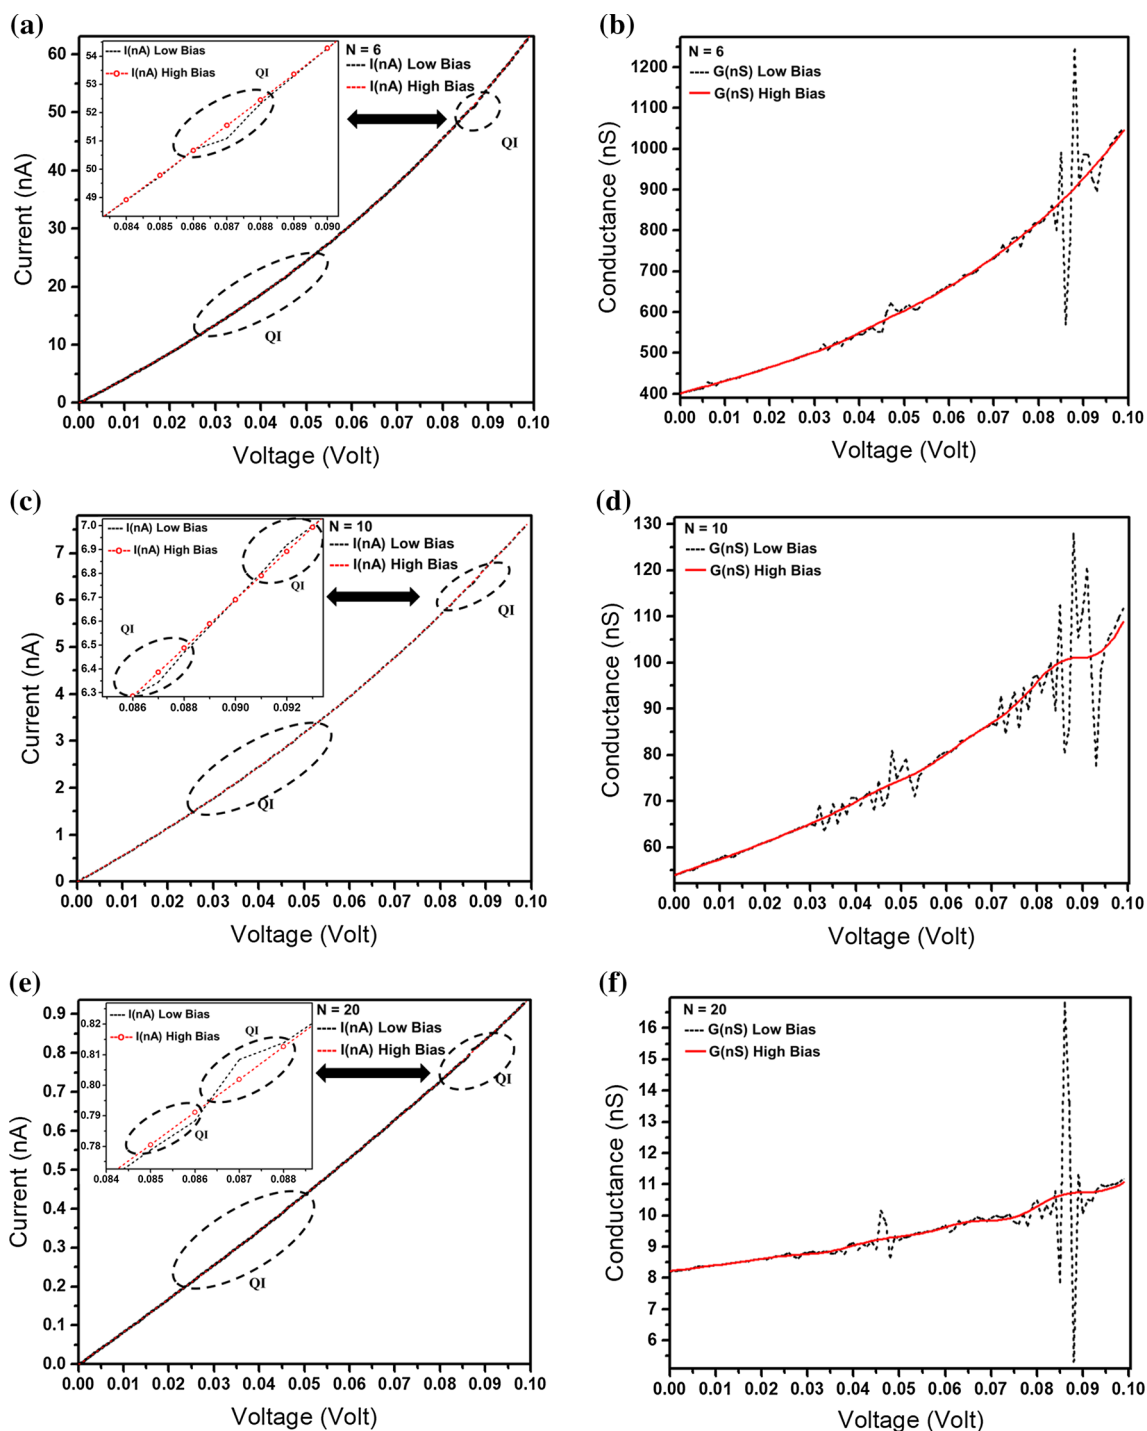 (a)
N = 6
I(nA) Low Bias
I(nA) High Bias
QI
QI
Current (nA)
60
50
40
30
20
10
0
0.00 0.01 0.02 0.03 0.04 0.05 0.06 0.07 0.08 0.09 0.10
Voltage (Volt)
I(nA) Low Bias
I(nA) High Bias
QI
54
53
52
51
50
49
0.084 0.085 0.086 0.087 0.088 0.089 0.090
(b)
N = 6
G(nS) Low Bias
G(nS) High Bias
Conductance (nS)
1200
1100
1000
900
800
700
600
500
400
0.00 0.01 0.02 0.03 0.04 0.05 0.06 0.07 0.08 0.09 0.10
Voltage (Volt)
(c)
N = 10
I(nA) Low Bias
I(nA) High Bias
QI
QI
Current (nA)
7
6
5
4
3
2
1
0
0.00 0.01 0.02 0.03 0.04 0.05 0.06 0.07 0.08 0.09 0.10
Voltage (Volt)
I(nA) Low Bias
I(nA) High Bias
QI
QI
7.0
6.9
6.8
6.7
6.6
6.5
6.4
6.3
0.086 0.088 0.090 0.092
(d)
N = 10
G(nS) Low Bias
G(nS) High Bias
Conductance (nS)
130
120
110
100
90
80
70
60
0.00 0.01 0.02 0.03 0.04 0.05 0.06 0.07 0.08 0.09 0.10
Voltage (Volt)
(e)
N = 20
I(nA) Low Bias
I(nA) High Bias
QI
QI
Current (nA)
0.9
0.8
0.7
0.6
0.5
0.4
0.3
0.2
0.1
0.0
0.00 0.01 0.02 0.03 0.04 0.05 0.06 0.07 0.08 0.09 0.10
Voltage (Volt)
I(nA) Low Bias
I(nA) High Bias
QI
QI
0.82
0.81
0.80
0.79
0.78
0.084 0.085 0.086 0.087 0.088
(f)
N = 20
G(nS) Low Bias
G(nS) High Bias
Conductance (nS)
16
15
14
13
12
11
10
9
8
7
6
0.00 0.01 0.02 0.03 0.04 0.05 0.06 0.07 0.08 0.09 0.10
Voltage (Volt)